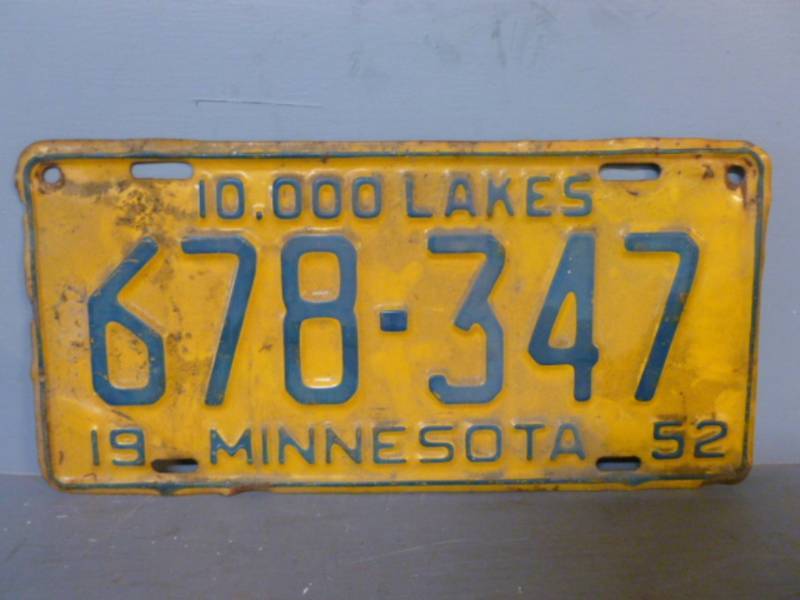 10,000 LAKES
678-347
19 MINNESOTA 52